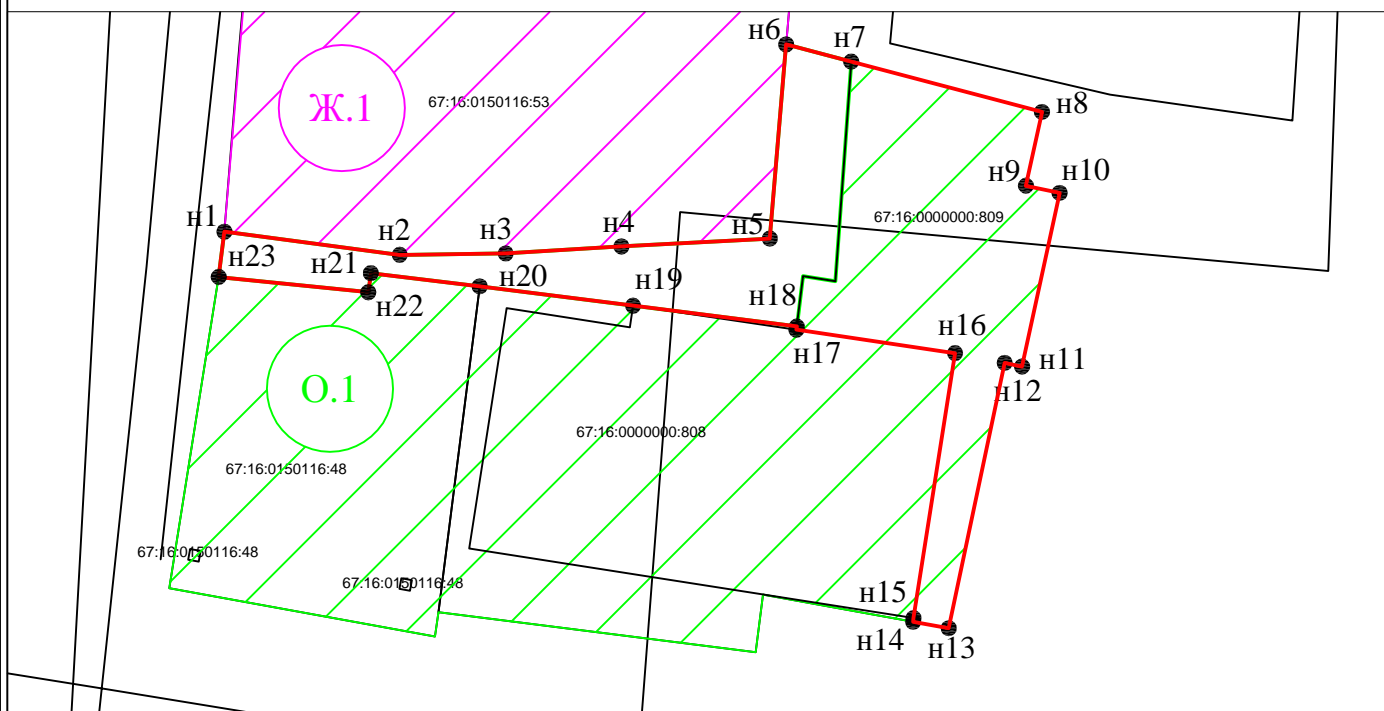 н6
н7
Ж.1
67:16:0150116:53
н8
н9
н10
н1
н2
н3
н4
н5
67:16:0000000:809
н23
н21
н22
н20
н19
н18
н17
н16
н11
н12
О.1
67:16:0000000:808
67:16:0150116:48
67:16:0150116:48
67:16:0150116:48
н15
н14
н13